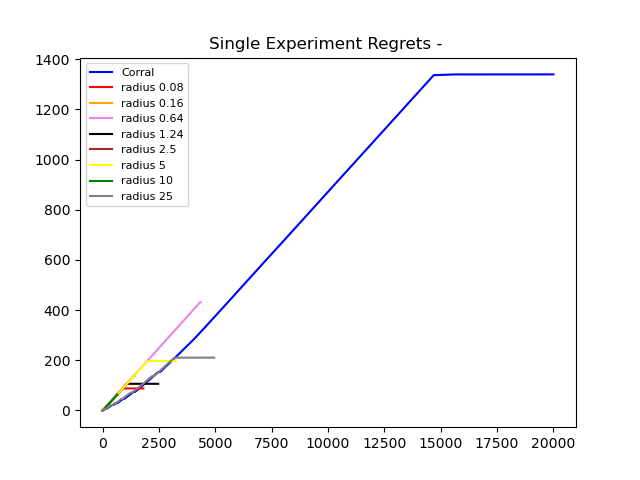 Single Experiment Regrets -
1400
1200
1000
800
600
400
200
0
Corral
radius 0.08
radius 0.16
radius 0.64
radius 1.24
radius 2.5
radius 5
radius 10
radius 25
0 2500 5000 7500 10000 12500 15000 17500 20000